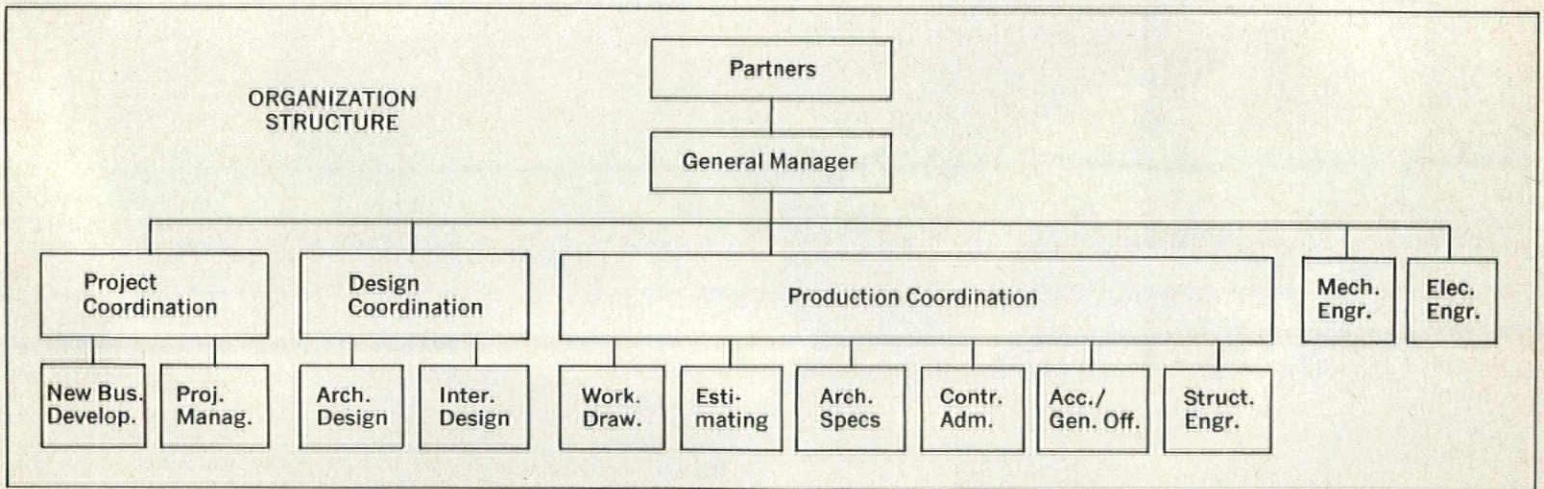 ORGANIZATION
STRUCTURE
Partners
General Manager
Project
Coordination
Design
Coordination
Production Coordination
Mech.
Engr.
Elec.
Engr.
New Bus.
Develop.
Proj.
Manag.
Arch.
Design
Inter.
Design
Work.
Draw.
Esti-
mating
Arch.
Specs
Contr.
Adm.
Acc./
Gen. Off.
Struct.
Engr.